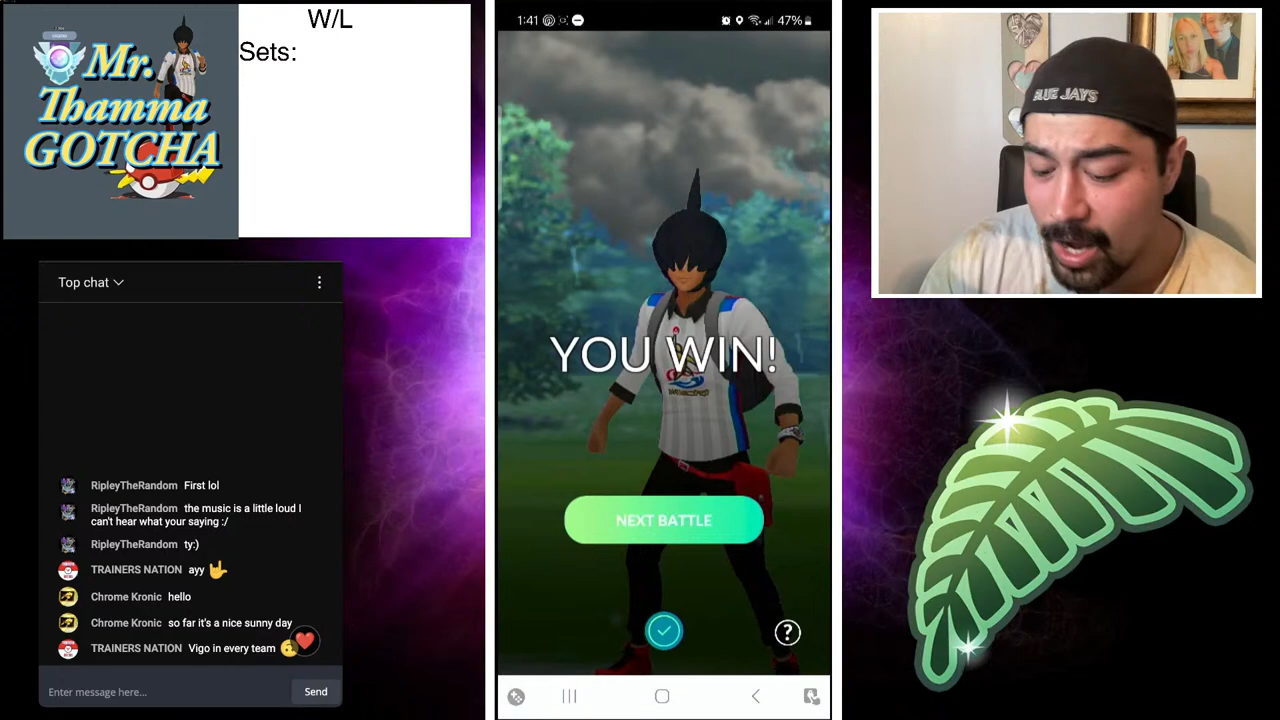 Mr.
Thamma
GOTCHA
W/L
Sets:
Top chat
RipleyTheRandom First lol
RipleyTheRandom the music is a little loud I
can't hear what your saying :/
RipleyTheRandom ty:)
TRAINERS NATION ayy
Chrome Kronic hello
Chrome Kronic so far it's a nice sunny day
TRAINERS NATION Vigo in every team
Enter message here...
Send
1:41
47%
YOU WIN!
NEXT BATTLE
?
BLUE JAYS